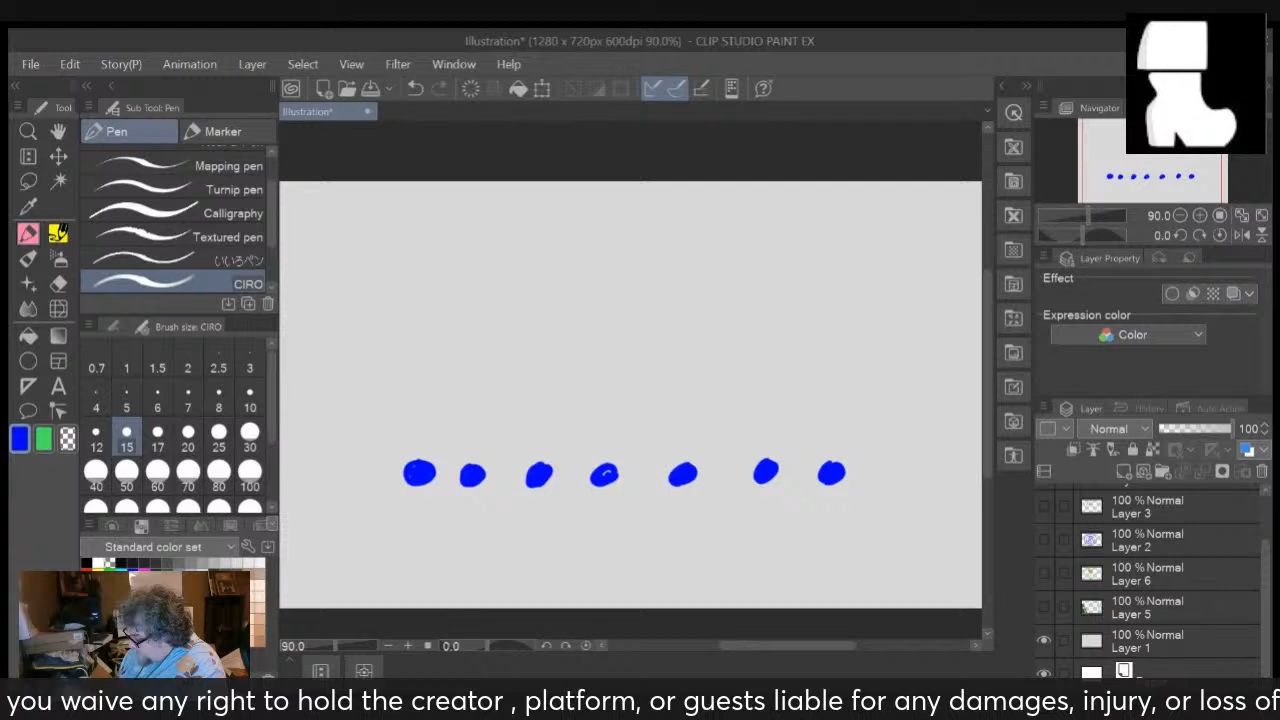 Illustration* (1280 x 720px 600dpi 90.0%) - CLIP STUDIO PAINT EX
File Edit Story(P) Animation Layer Select View Filter Window Help
Tool
Sub Tool: Pen
Illustration*
Navigator
Pen Marker
Mapping pen
Turnip pen
Calligraphy
Textured pen
CIRO
90.0
0.0
Layer Property
Effect
Expression color
Color
Brush size: CIRO
0.7 1 1.5 2 2.5 3
4 5 6 7 8 10
12 15 17 20 25 30
40 50 60 70 80 100
Standard color set
Layer History Auto Action
Normal 100
100 % Normal
Layer 3
100 % Normal
Layer 2
100 % Normal
Layer 6
100 % Normal
Layer 5
100 % Normal
Layer 1
90.0 0.0
you waive any right to hold the creator , platform, or guests liable for any damages, injury, or loss of